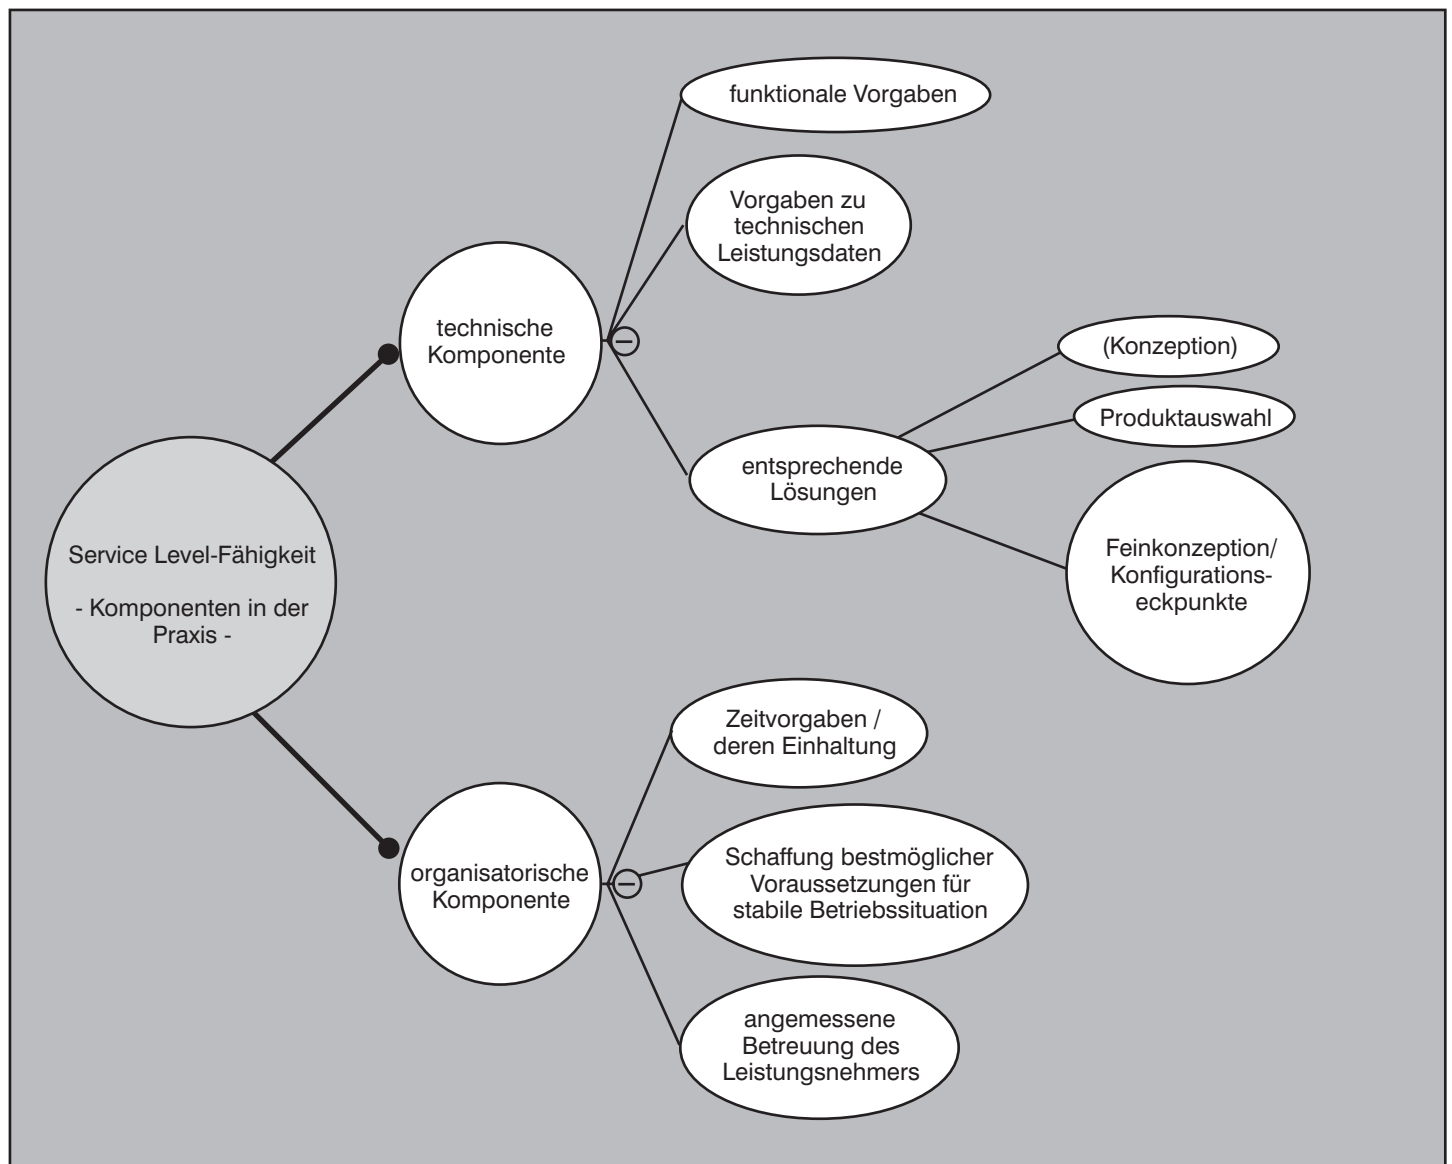 funktionale Vorgaben
Vorgaben zu
technischen
Leistungsdaten
technische
Komponente
(Konzeption)
Produktauswahl
entsprechende
Lösungen
Feinkonzeption/
Konfigurations-
eckpunkte
Service Level-Fähigkeit
- Komponenten in der
Praxis -
Zeitvorgaben /
deren Einhaltung
organisatorische
Komponente
Schaffung bestmöglicher
Voraussetzungen für
stabile Betriebssituation
angemessene
Betreuung des
Leistungsnehmers